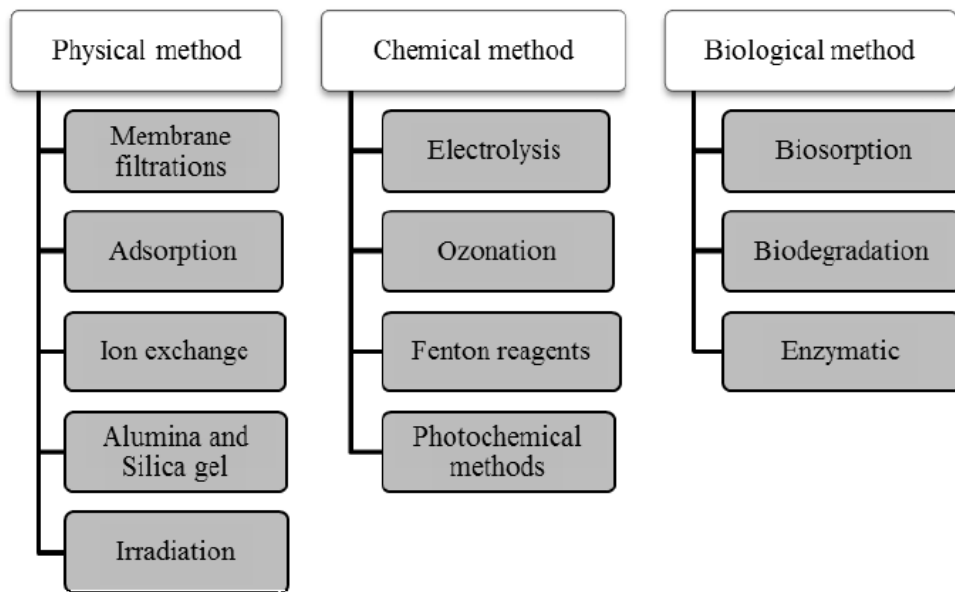 Physical method
Membrane
filtrations
Adsorption
Ion exchange
Alumina and
Silica gel
Irradiation
Chemical method
Electrolysis
Ozonation
Fenton reagents
Photochemical
methods
Biological method
Biosorption
Biodegradation
Enzymatic